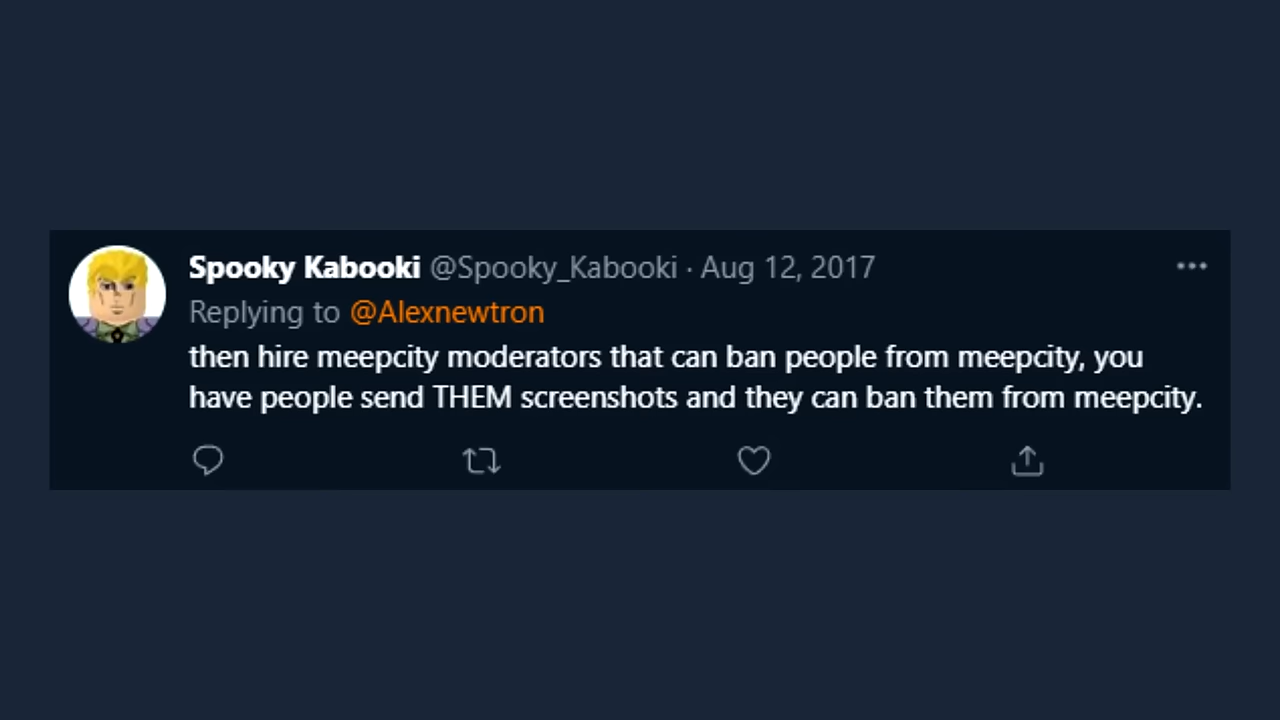 Spooky Kabooki @Spooky_Kabooki · Aug 12, 2017
Replying to @Alexnewtron
then hire meepcity moderators that can ban people from meepcity, you
have people send THEM screenshots and they can ban them from meepcity.